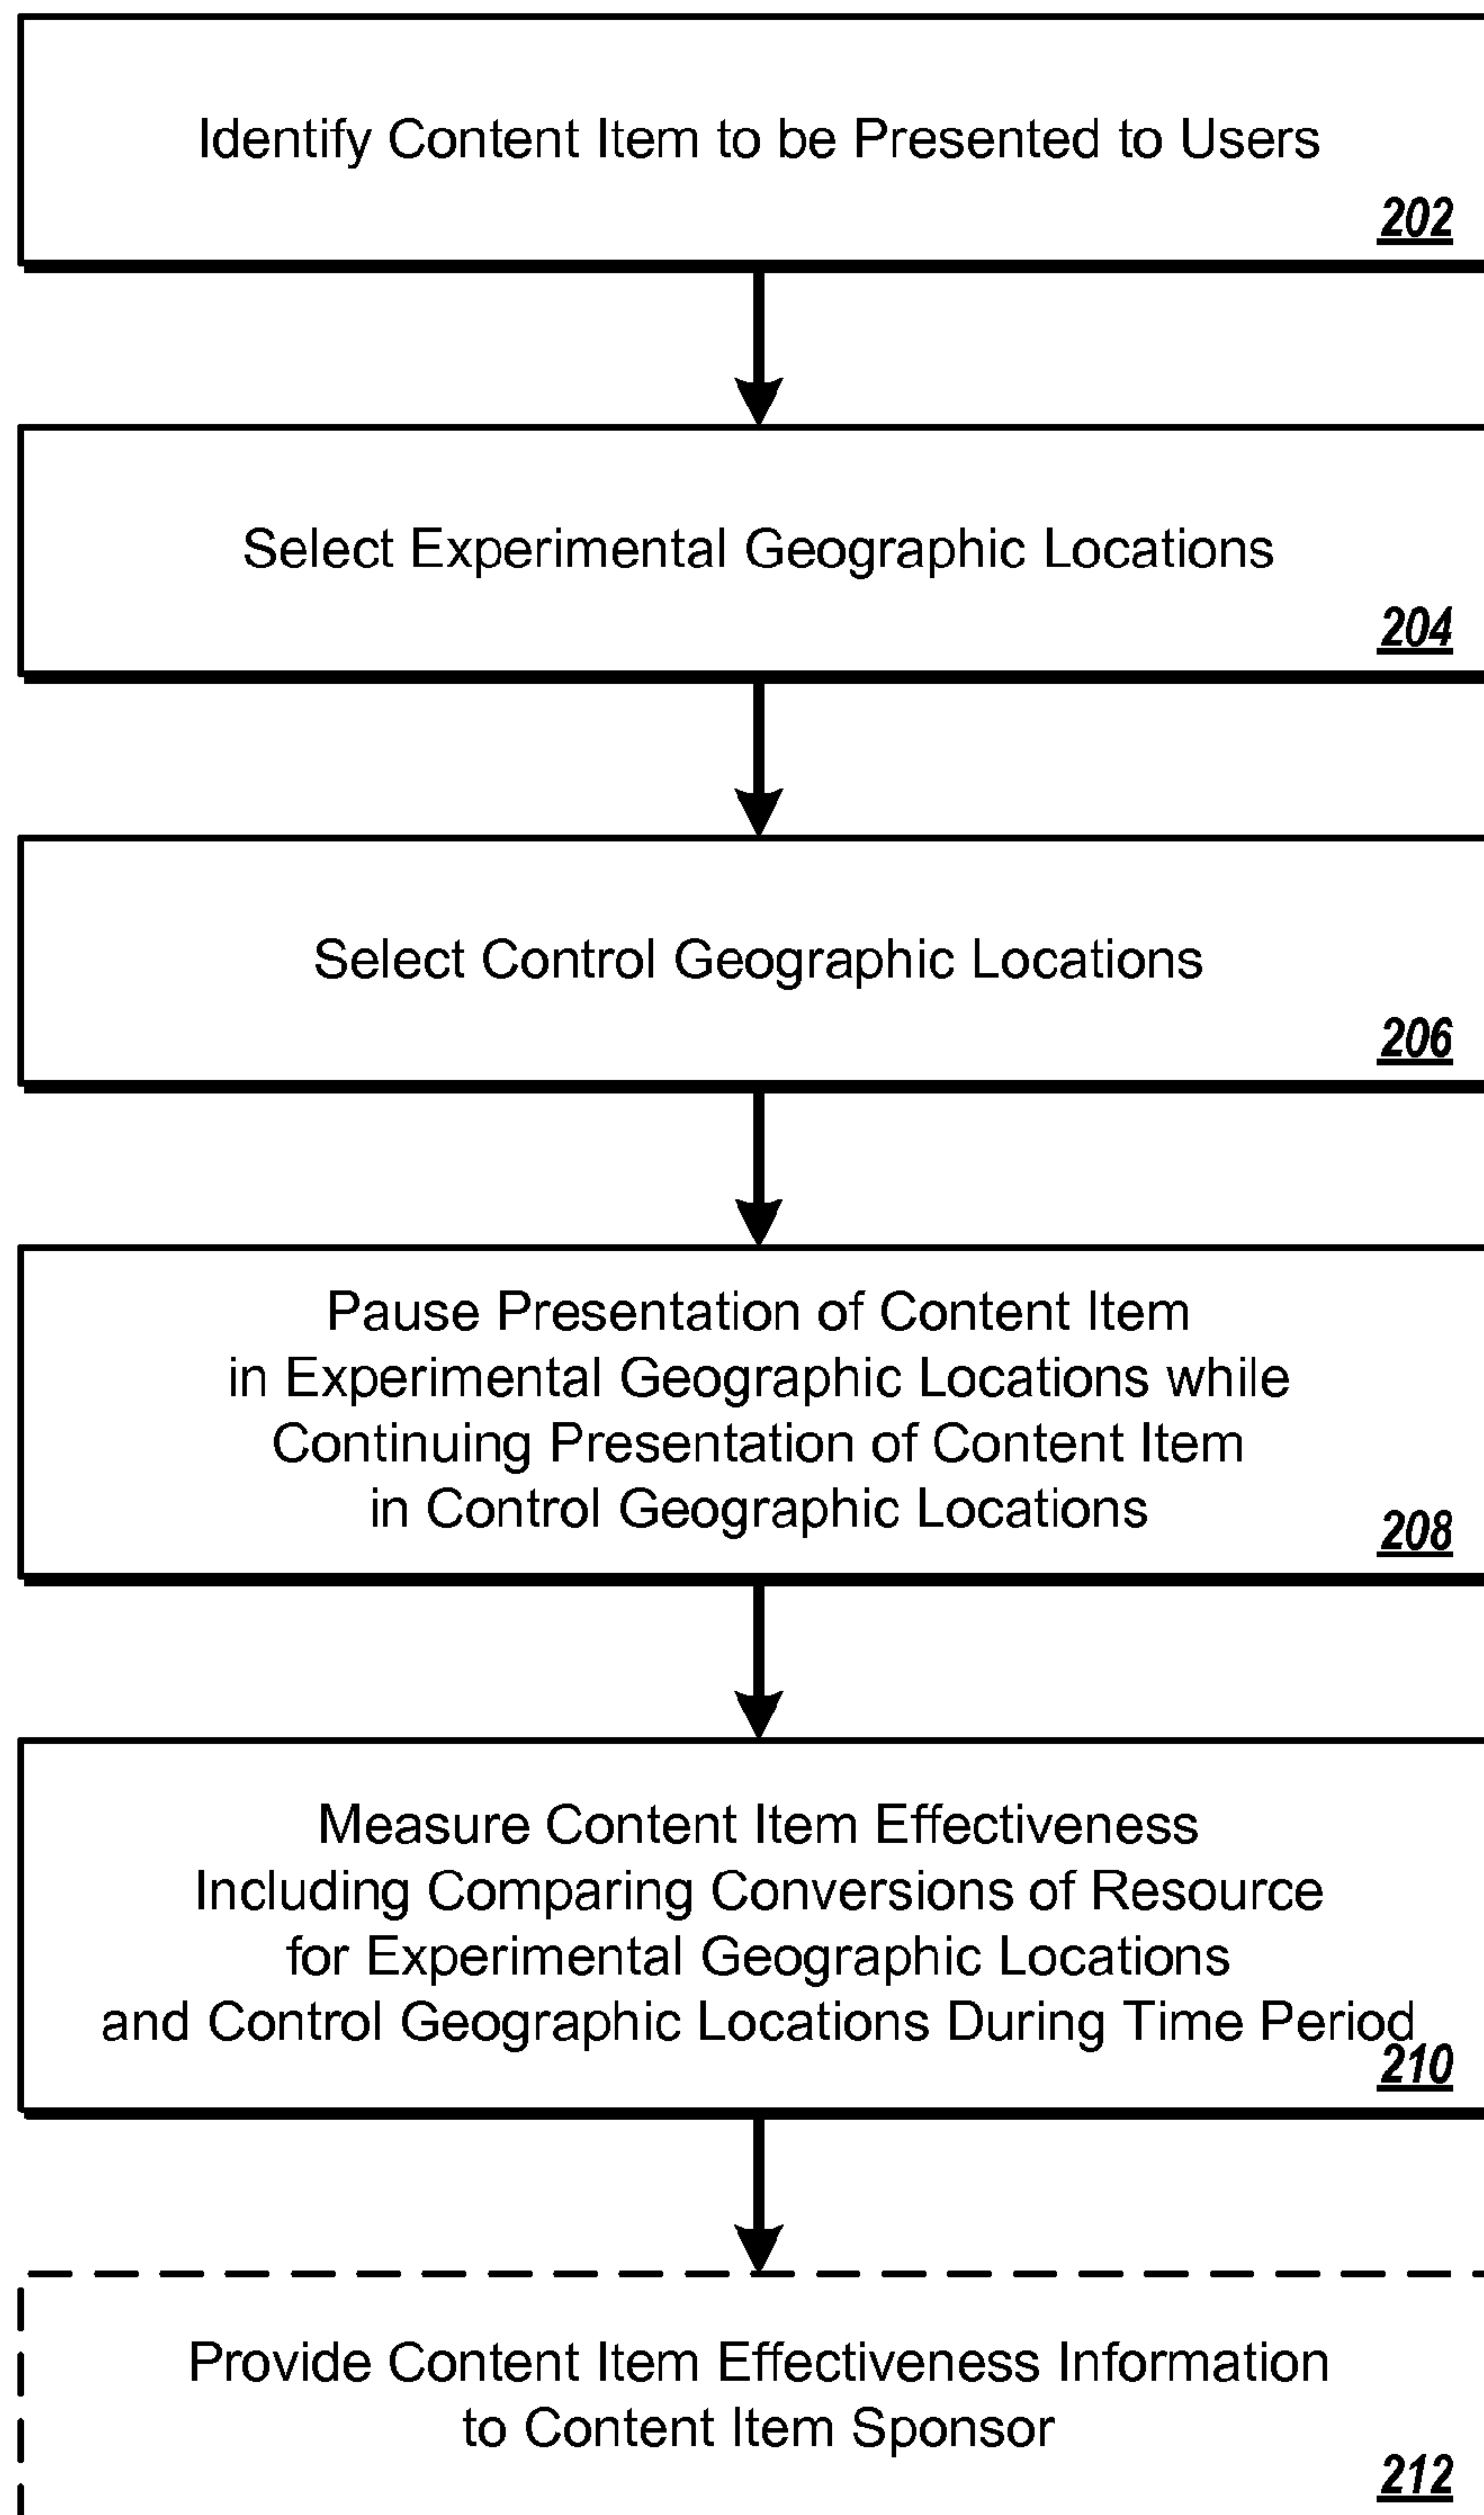 Identify Content Item to be Presented to Users
202
Select Experimental Geographic Locations
204
Select Control Geographic Locations
206
Pause Presentation of Content Item
in Experimental Geographic Locations while
Continuing Presentation of Content Item
in Control Geographic Locations
208
Measure Content Item Effectiveness
Including Comparing Conversions of Resource
for Experimental Geographic Locations
and Control Geographic Locations During Time Period
210
Provide Content Item Effectiveness Information
to Content Item Sponsor
212